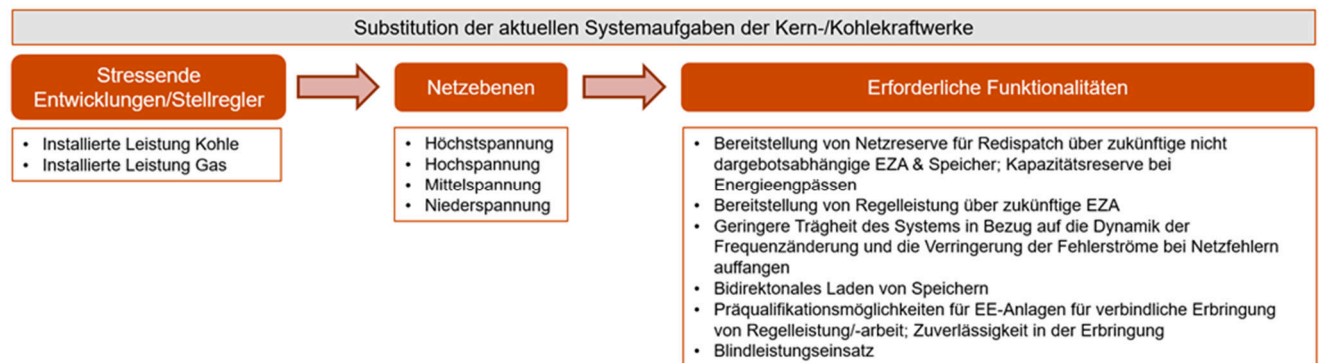 Substitution der aktuellen Systemaufgaben der Kern-/Kohlekraftwerke
Stressende
Entwicklungen/Stellregler
Netzebenen
Erforderliche Funktionalitäten
• Installierte Leistung Kohle
• Installierte Leistung Gas
• Höchstspannung
• Hochspannung
• Mittelspannung
• Niederspannung
• Bereitstellung von Netzreserve für Redispatch über zukünftige nicht
dargebotsabhängige EZA & Speicher; Kapazitätsreserve bei
Energieengpässen
• Bereitstellung von Regelleistung über zukünftige EZA
• Geringere Trägheit des Systems in Bezug auf die Dynamik der
Frequenzänderung und die Verringerung der Fehlerströme bei Netzfehlern
auffangen
• Bidirektonales Laden von Speichern
• Präqualifikationsmöglichkeiten für EE-Anlagen für verbindliche Erbringung
von Regelleistung/-arbeit; Zuverlässigkeit in der Erbringung
• Blindleistungseinsatz